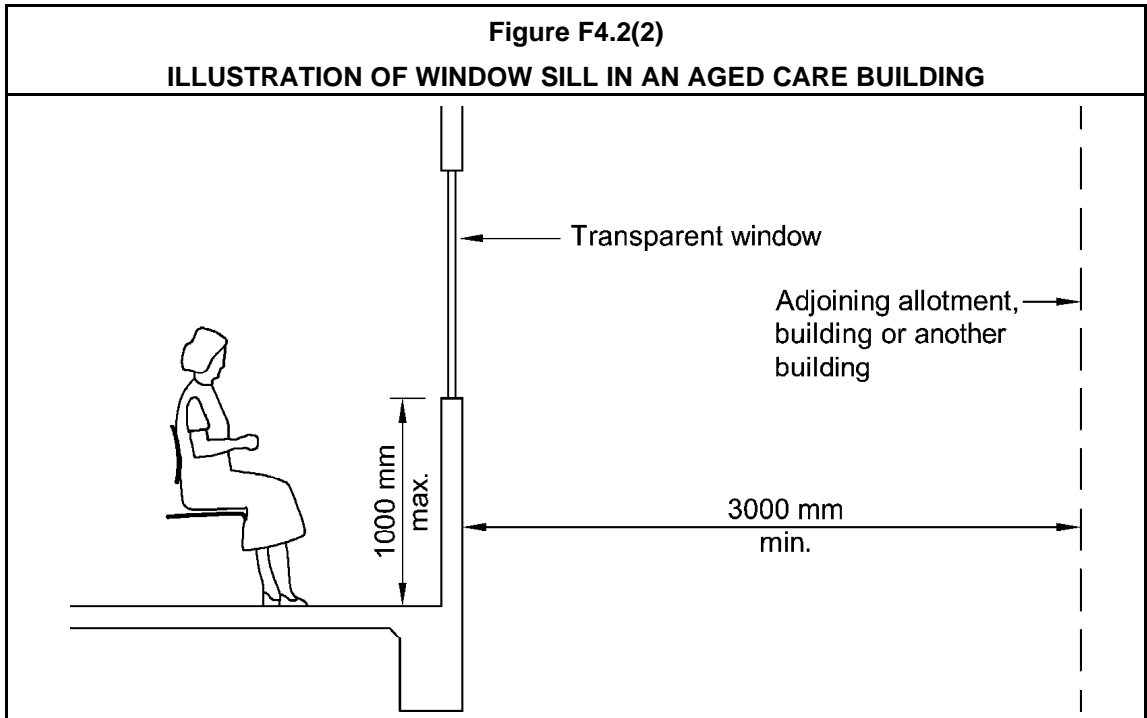 Figure F4.2(2)
ILLUSTRATION OF WINDOW SILL IN AN AGED CARE BUILDING
Transparent window
Adjoining allotment,
building or another
building
1000 mm
max.
3000 mm
min.